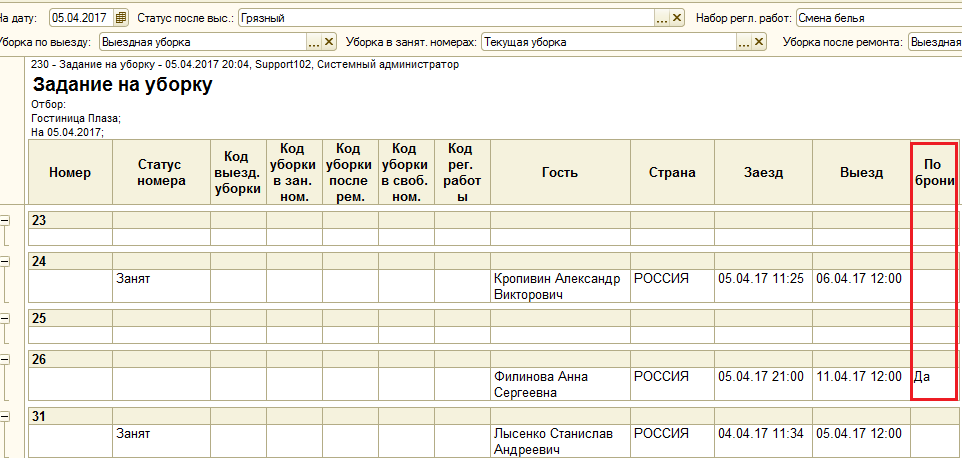 На дату: 05.04.2017 Статус после выс.: Грязный ... Набор регл. работ: Смена белья
Уборка по выезду: Выездная уборка ... Уборка в занят. номерах: Текущая уборка ... Уборка после ремонта: Выездная
230 - Задание на уборку - 05.04.2017 20:04, Support102, Системный администратор
Задание на уборку
Отбор:
Гостиница Плаза;
На 05.04.2017;
Номер Статус номера Код выезд. уборки Код уборки в зан. ном. Код уборки после рем. Код уборки в своб. ном. Код рег. работ ы Гость Страна Заезд Выезд По брони
23
24
Занят Кропивин Александр РОССИЯ 05.04.17 11:25 06.04.17 12:00
Викторович
25
26
Филинова Анна РОССИЯ 05.04.17 21:00 11.04.17 12:00 Да
Сергеевна
31
Занят Лысенко Станислав РОССИЯ 04.04.17 11:34 05.04.17 12:00
Андреевич